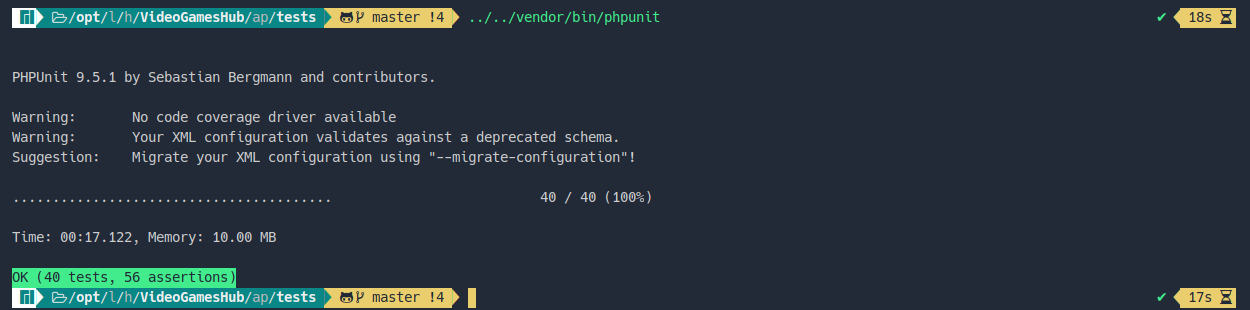 /opt/l/h/VideoGamesHub/ap/tests master !4 ../../vendor/bin/phpunit ✔ 18s
PHPUnit 9.5.1 by Sebastian Bergmann and contributors.
Warning: No code coverage driver available
Warning: Your XML configuration validates against a deprecated schema.
Suggestion: Migrate your XML configuration using "--migrate-configuration"!
........................................ 40 / 40 (100%)
Time: 00:17.122, Memory: 10.00 MB
OK (40 tests, 56 assertions)
/opt/l/h/VideoGamesHub/ap/tests master !4 ✔ 17s